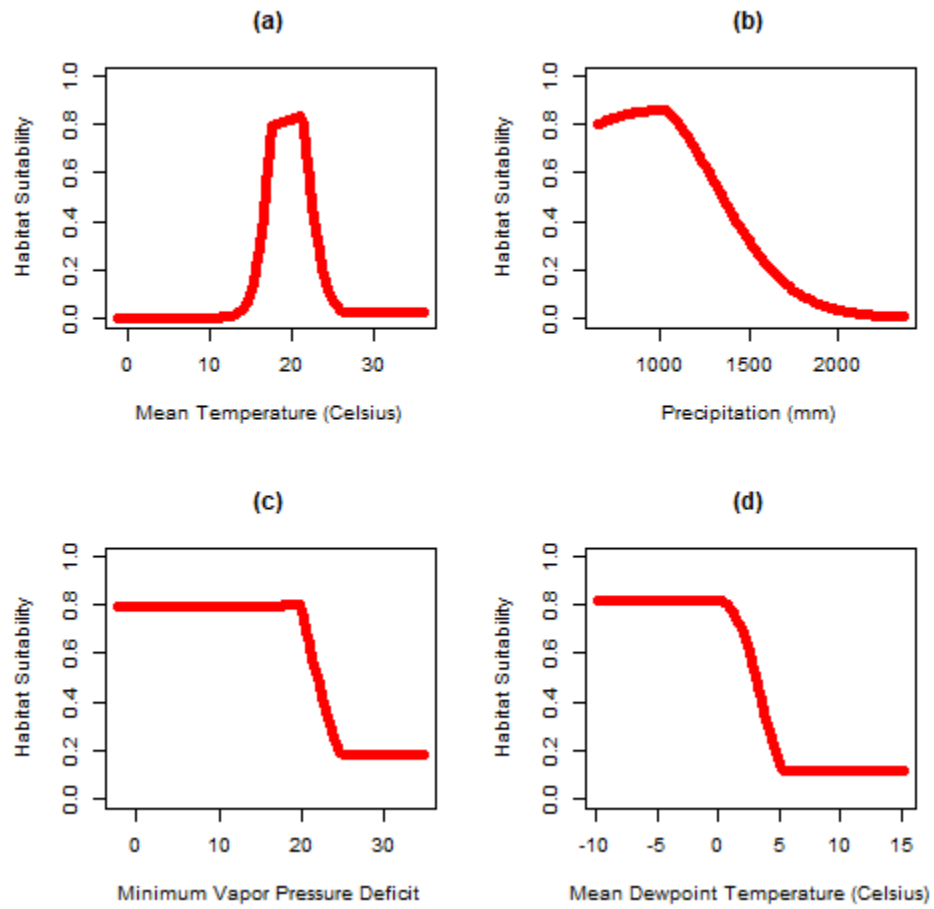 (a)
Habitat Suitability
1.0
0.8
0.6
0.4
0.2
0.0
0 10 20 30
Mean Temperature (Celsius)
(b)
Habitat Suitability
1.0
0.8
0.6
0.4
0.2
0.0
1000 1500 2000
Precipitation (mm)
(c)
Habitat Suitability
1.0
0.8
0.6
0.4
0.2
0.0
0 10 20 30
Minimum Vapor Pressure Deficit
(d)
Habitat Suitability
1.0
0.8
0.6
0.4
0.2
0.0
-10 -5 0 5 10 15
Mean Dewpoint Temperature (Celsius)